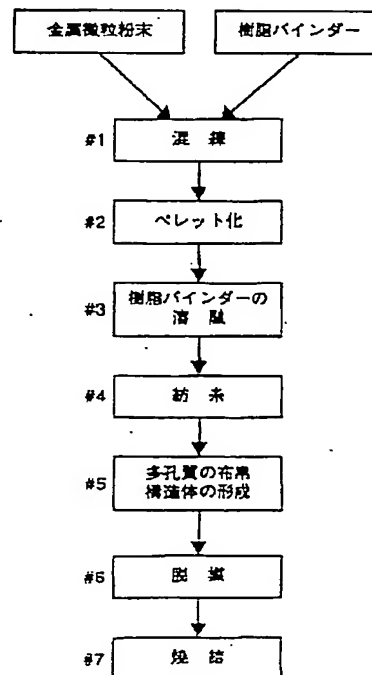 金属微粒粉末
樹脂バインダー
#1
混練
#2
ペレット化
#3
樹脂バインダーの
溶融
#4
紡糸
#5
多孔質の布帛
構造体の形成
#6
脱媒
#7
焼結